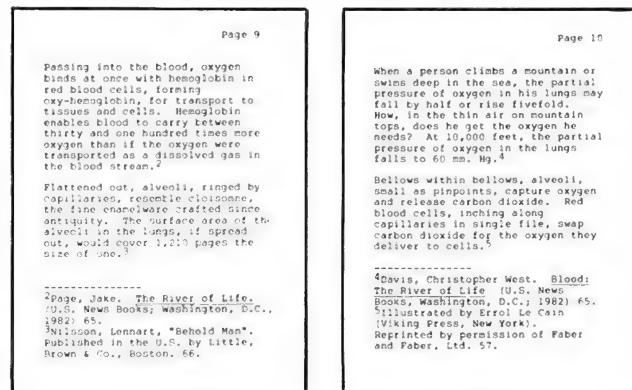 Page 9
Passing into the blood, oxygen
binds at once with hemoglobin in
red blood cells, forming
oxy-hemoglobin, for transport to
tissues and cells.  Hemoglobin
enables blood to carry between
thirty and one hundred times more
oxygen than if the oxygen were
transported as a dissolved gas in
the blood stream.2
Flattened out, alveoli, ringed by
capillaries, resemble cloisonne,
the fine enamelware crafted since
antiquity.  The surface area of the
alveoli in the lungs, if spread
out, would cover 1,210 pages the
size of one.3
--------------
2Page, Jake.  The River of Life.
(U.S. News Books; Washington, D.C.,
1982) 65.
3Nilsson, Lennart, "Behold Man".
Published in the U.S. by Little,
Brown & Co., Boston. 66.
Page 10
When a person climbs a mountain or
swims deep in the sea, the partial
pressure of oxygen in his lungs may
fall by half or rise fivefold.
How, in the thin air on mountain
tops, does he get the oxygen he
needs?  At 10,000 feet, the partial
pressure of oxygen in the lungs
falls to 60 mm. Hg.4
Bellows within bellows, alveoli,
small as pinpoints, capture oxygen
and release carbon dioxide.  Red
blood cells, inching along
capillaries in single file, swap
carbon dioxide for the oxygen they
deliver to cells.5
--------------
4Davis, Christopher West.  Blood:
The River of Life (U.S. News
Books, Washington, D.C.; 1982) 65.
5Illustrated by Errol Le Cain
(Viking Press, New York).
Reprinted by permission of Faber
and Faber, Ltd. 57.